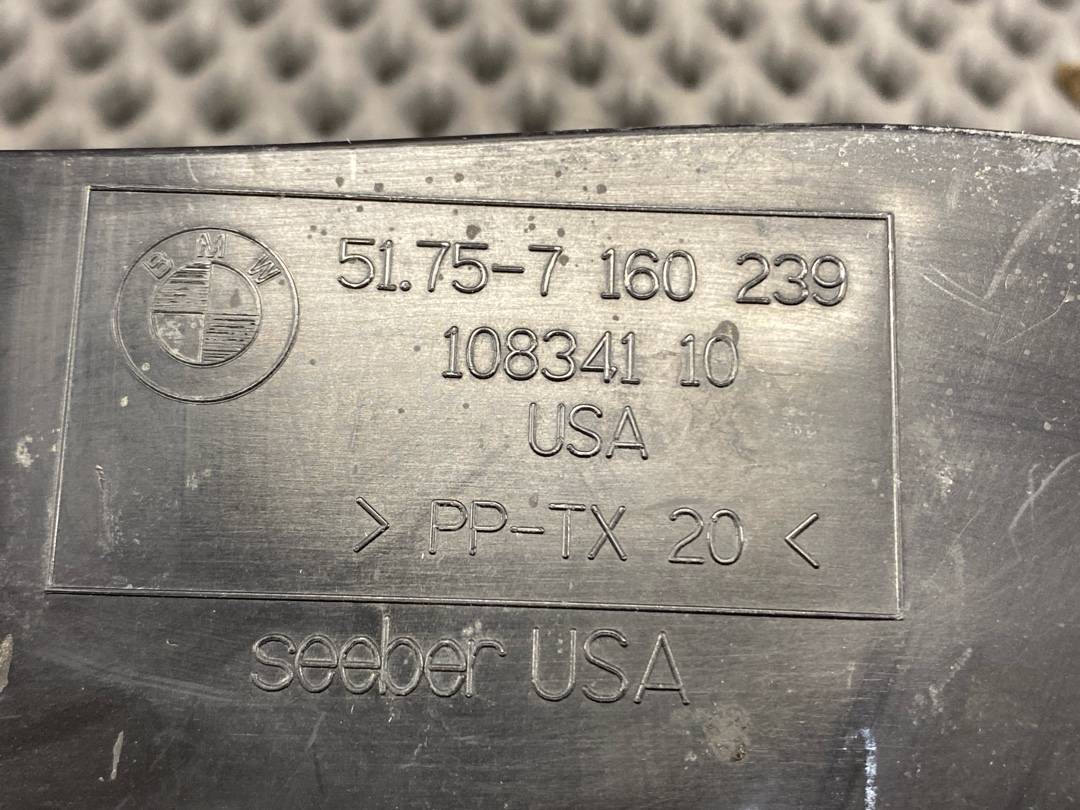 BMW
51.75-7 160 239
108341 10
USA
> PP-TX 20 <
seeber USA